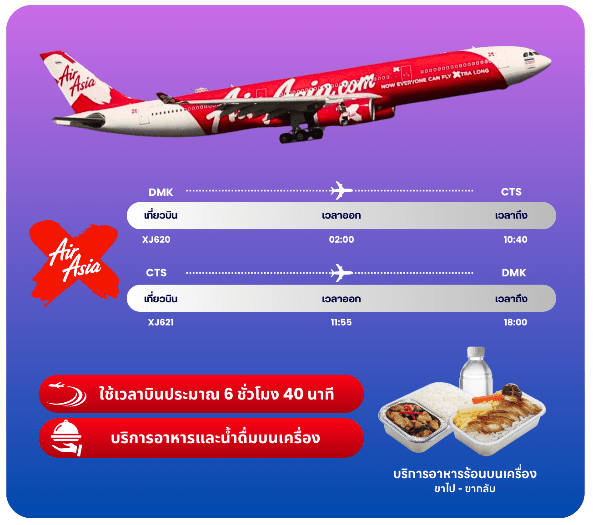 Air
Asia
AirAsia.com
NOW EVERYONE CAN FLY XTRA LONG
DMK
CTS
เที่ยวบิน เวลาออก เวลาถึง
XJ620 02:00 10:40
Air
Asia
CTS
DMK
เที่ยวบิน เวลาออก เวลาถึง
XJ621 11:55 18:00
ใช้เวลาบินประมาณ 6 ชั่วโมง 40 นาที
บริการอาหารและน้ำดื่มบนเครื่อง
บริการอาหารร้อนบนเครื่อง
ขาไป - ขากลับ